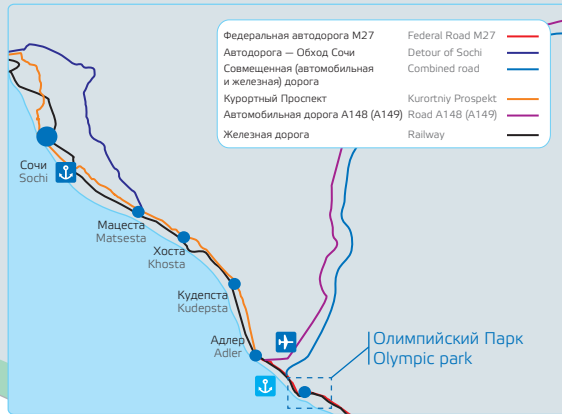 Федеральная автодорога М27 Federal Road M27
Автодорога — Обход Сочи Detour of Sochi
Совмещенная (автомобильная Combined road
и железная) дорога
Курортный Проспект Kurortniy Prospekt
Автомобильная дорога А148 (А149) Road A148 (A149)
Железная дорога Railway
Сочи
Sochi
Мацеста
Matsesta
Хоста
Khosta
Кудепста
Kudepsta
Адлер
Adler
Олимпийский Парк
Olympic park